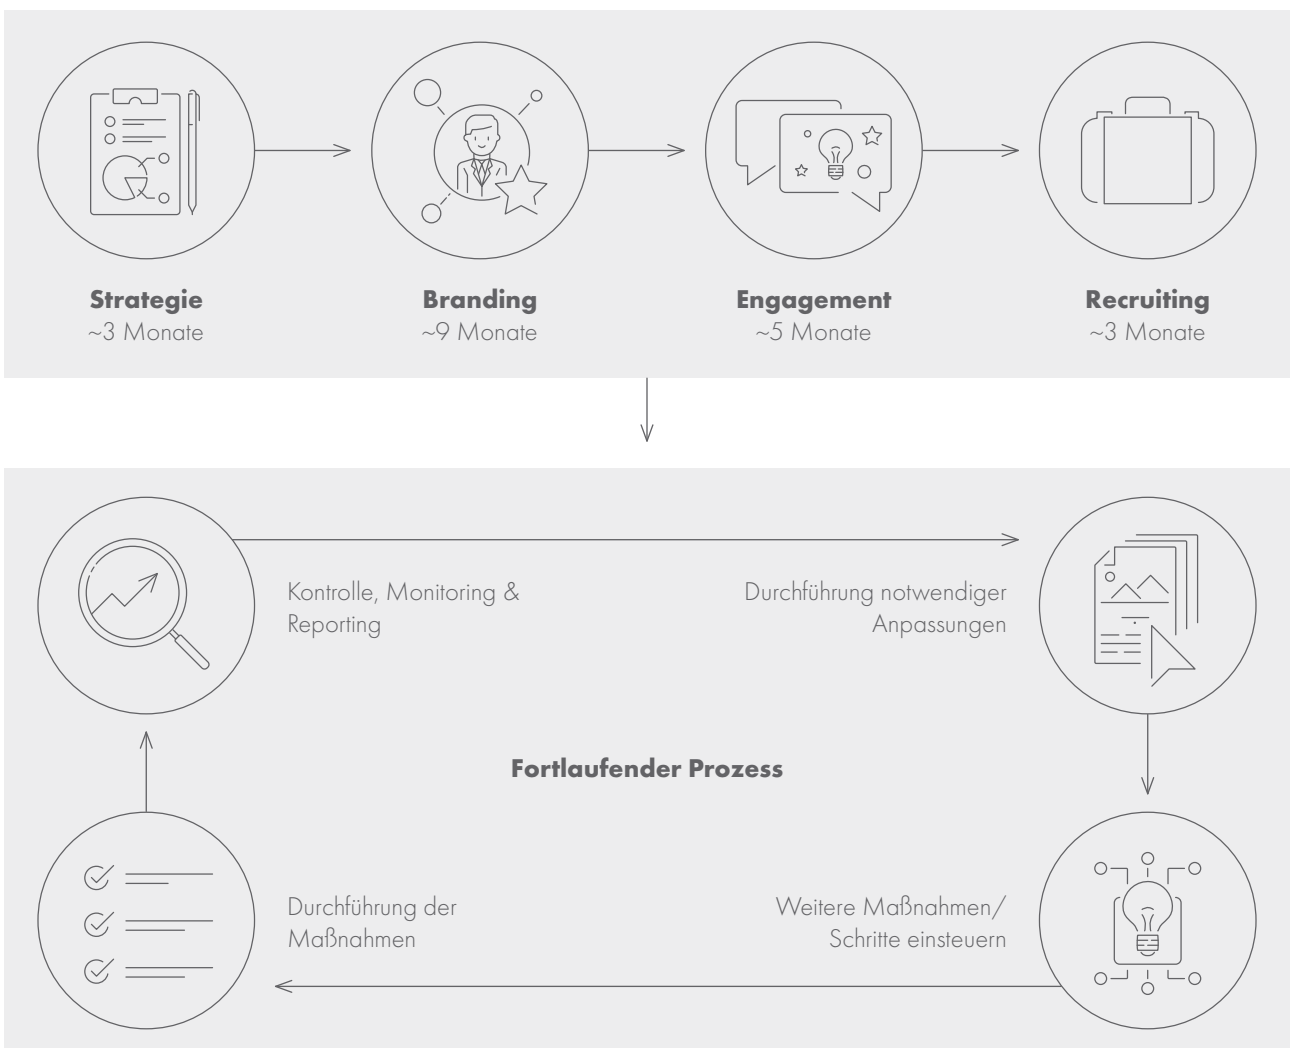 Strategie
~3 Monate
Branding
~9 Monate
Engagement
~5 Monate
Recruiting
~3 Monate
Kontrolle, Monitoring &
Reporting
Durchführung notwendiger
Anpassungen
Fortlaufender Prozess
Durchführung der
Maßnahmen
Weitere Maßnahmen/
Schritte einsteuern